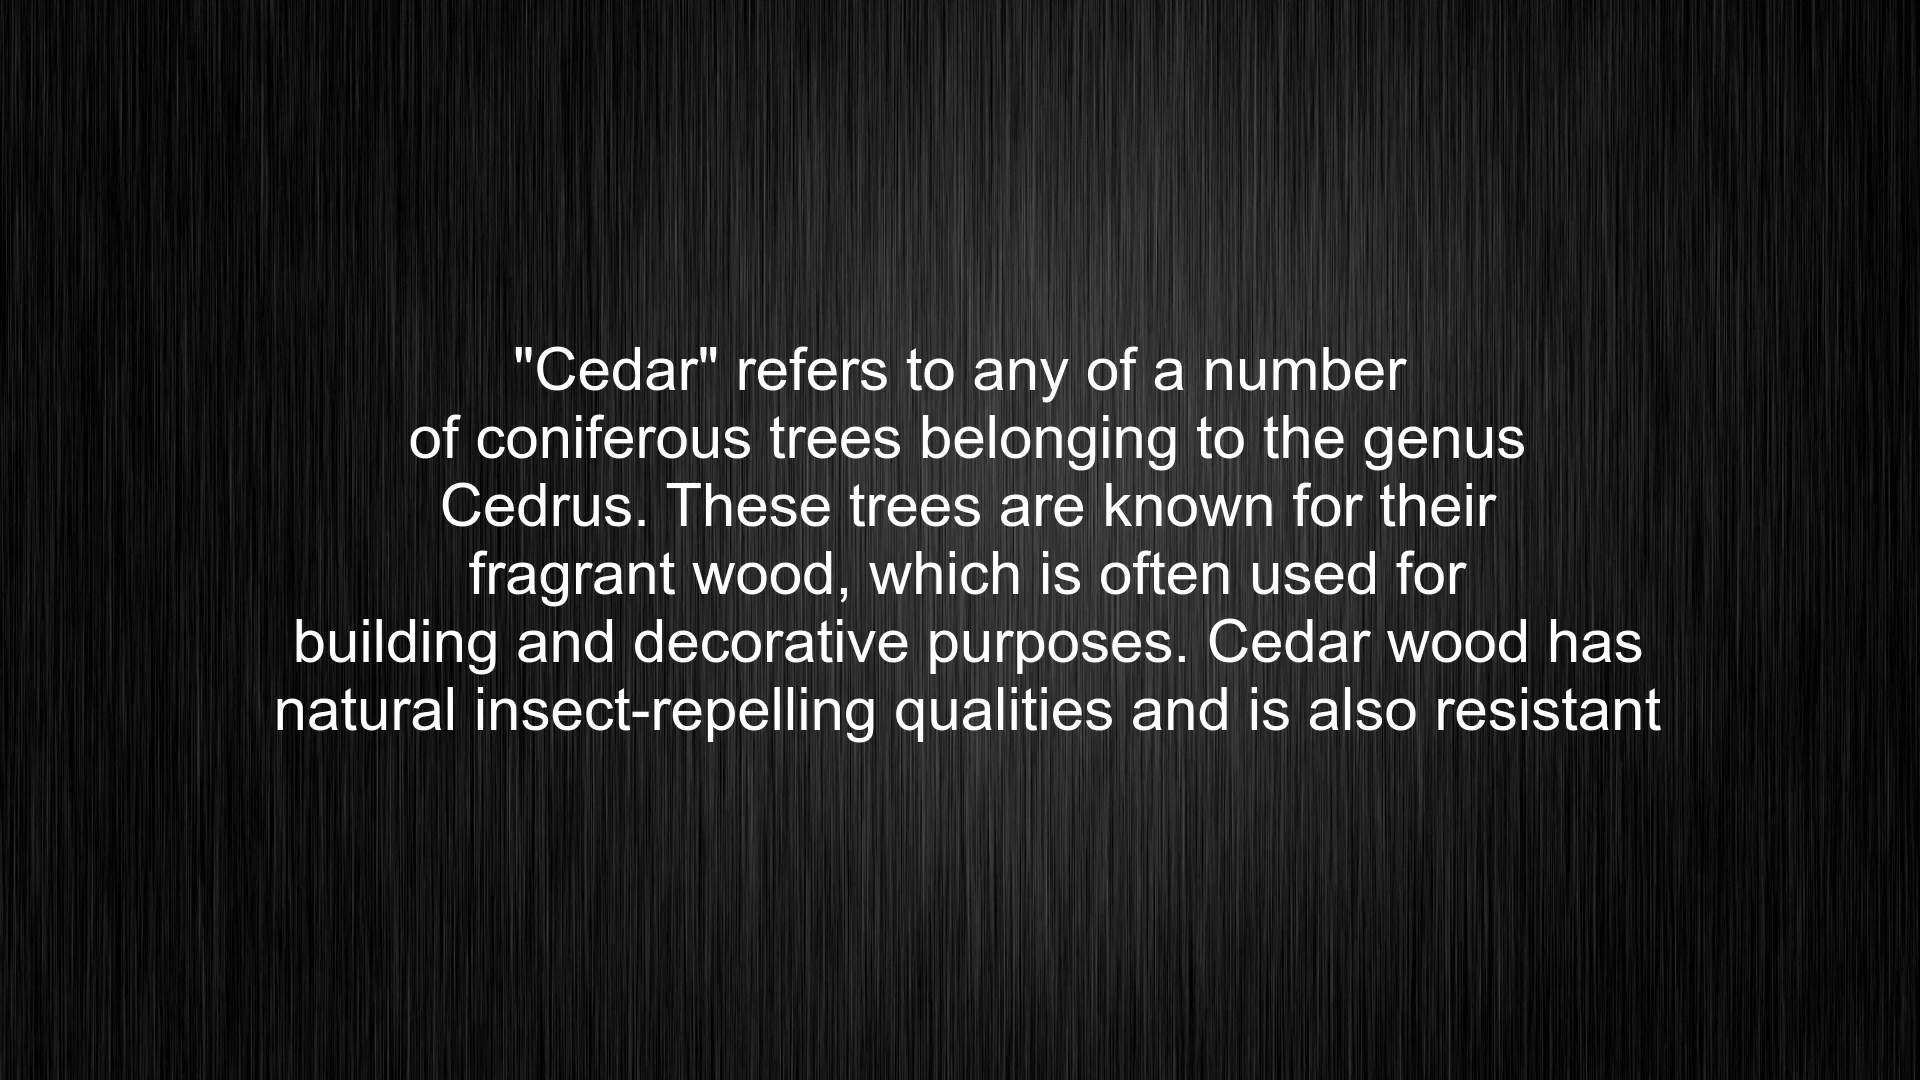 "Cedar" refers to any of a number
of coniferous trees belonging to the genus
Cedrus. These trees are known for their
fragrant wood, which is often used for
building and decorative purposes. Cedar wood has
natural insect-repelling qualities and is also resistant